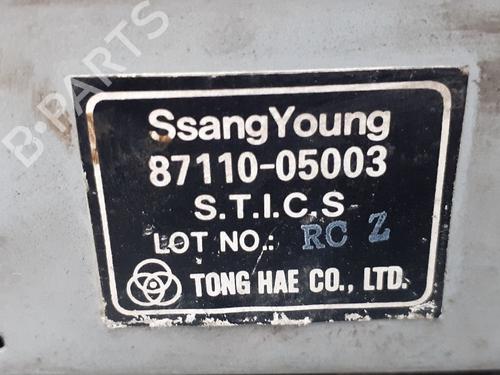 B-PARTS
SsangYoung
87110-05003
S.T.I.C.S
LOT NO.: RC Z
TONG HAE CO., LTD.